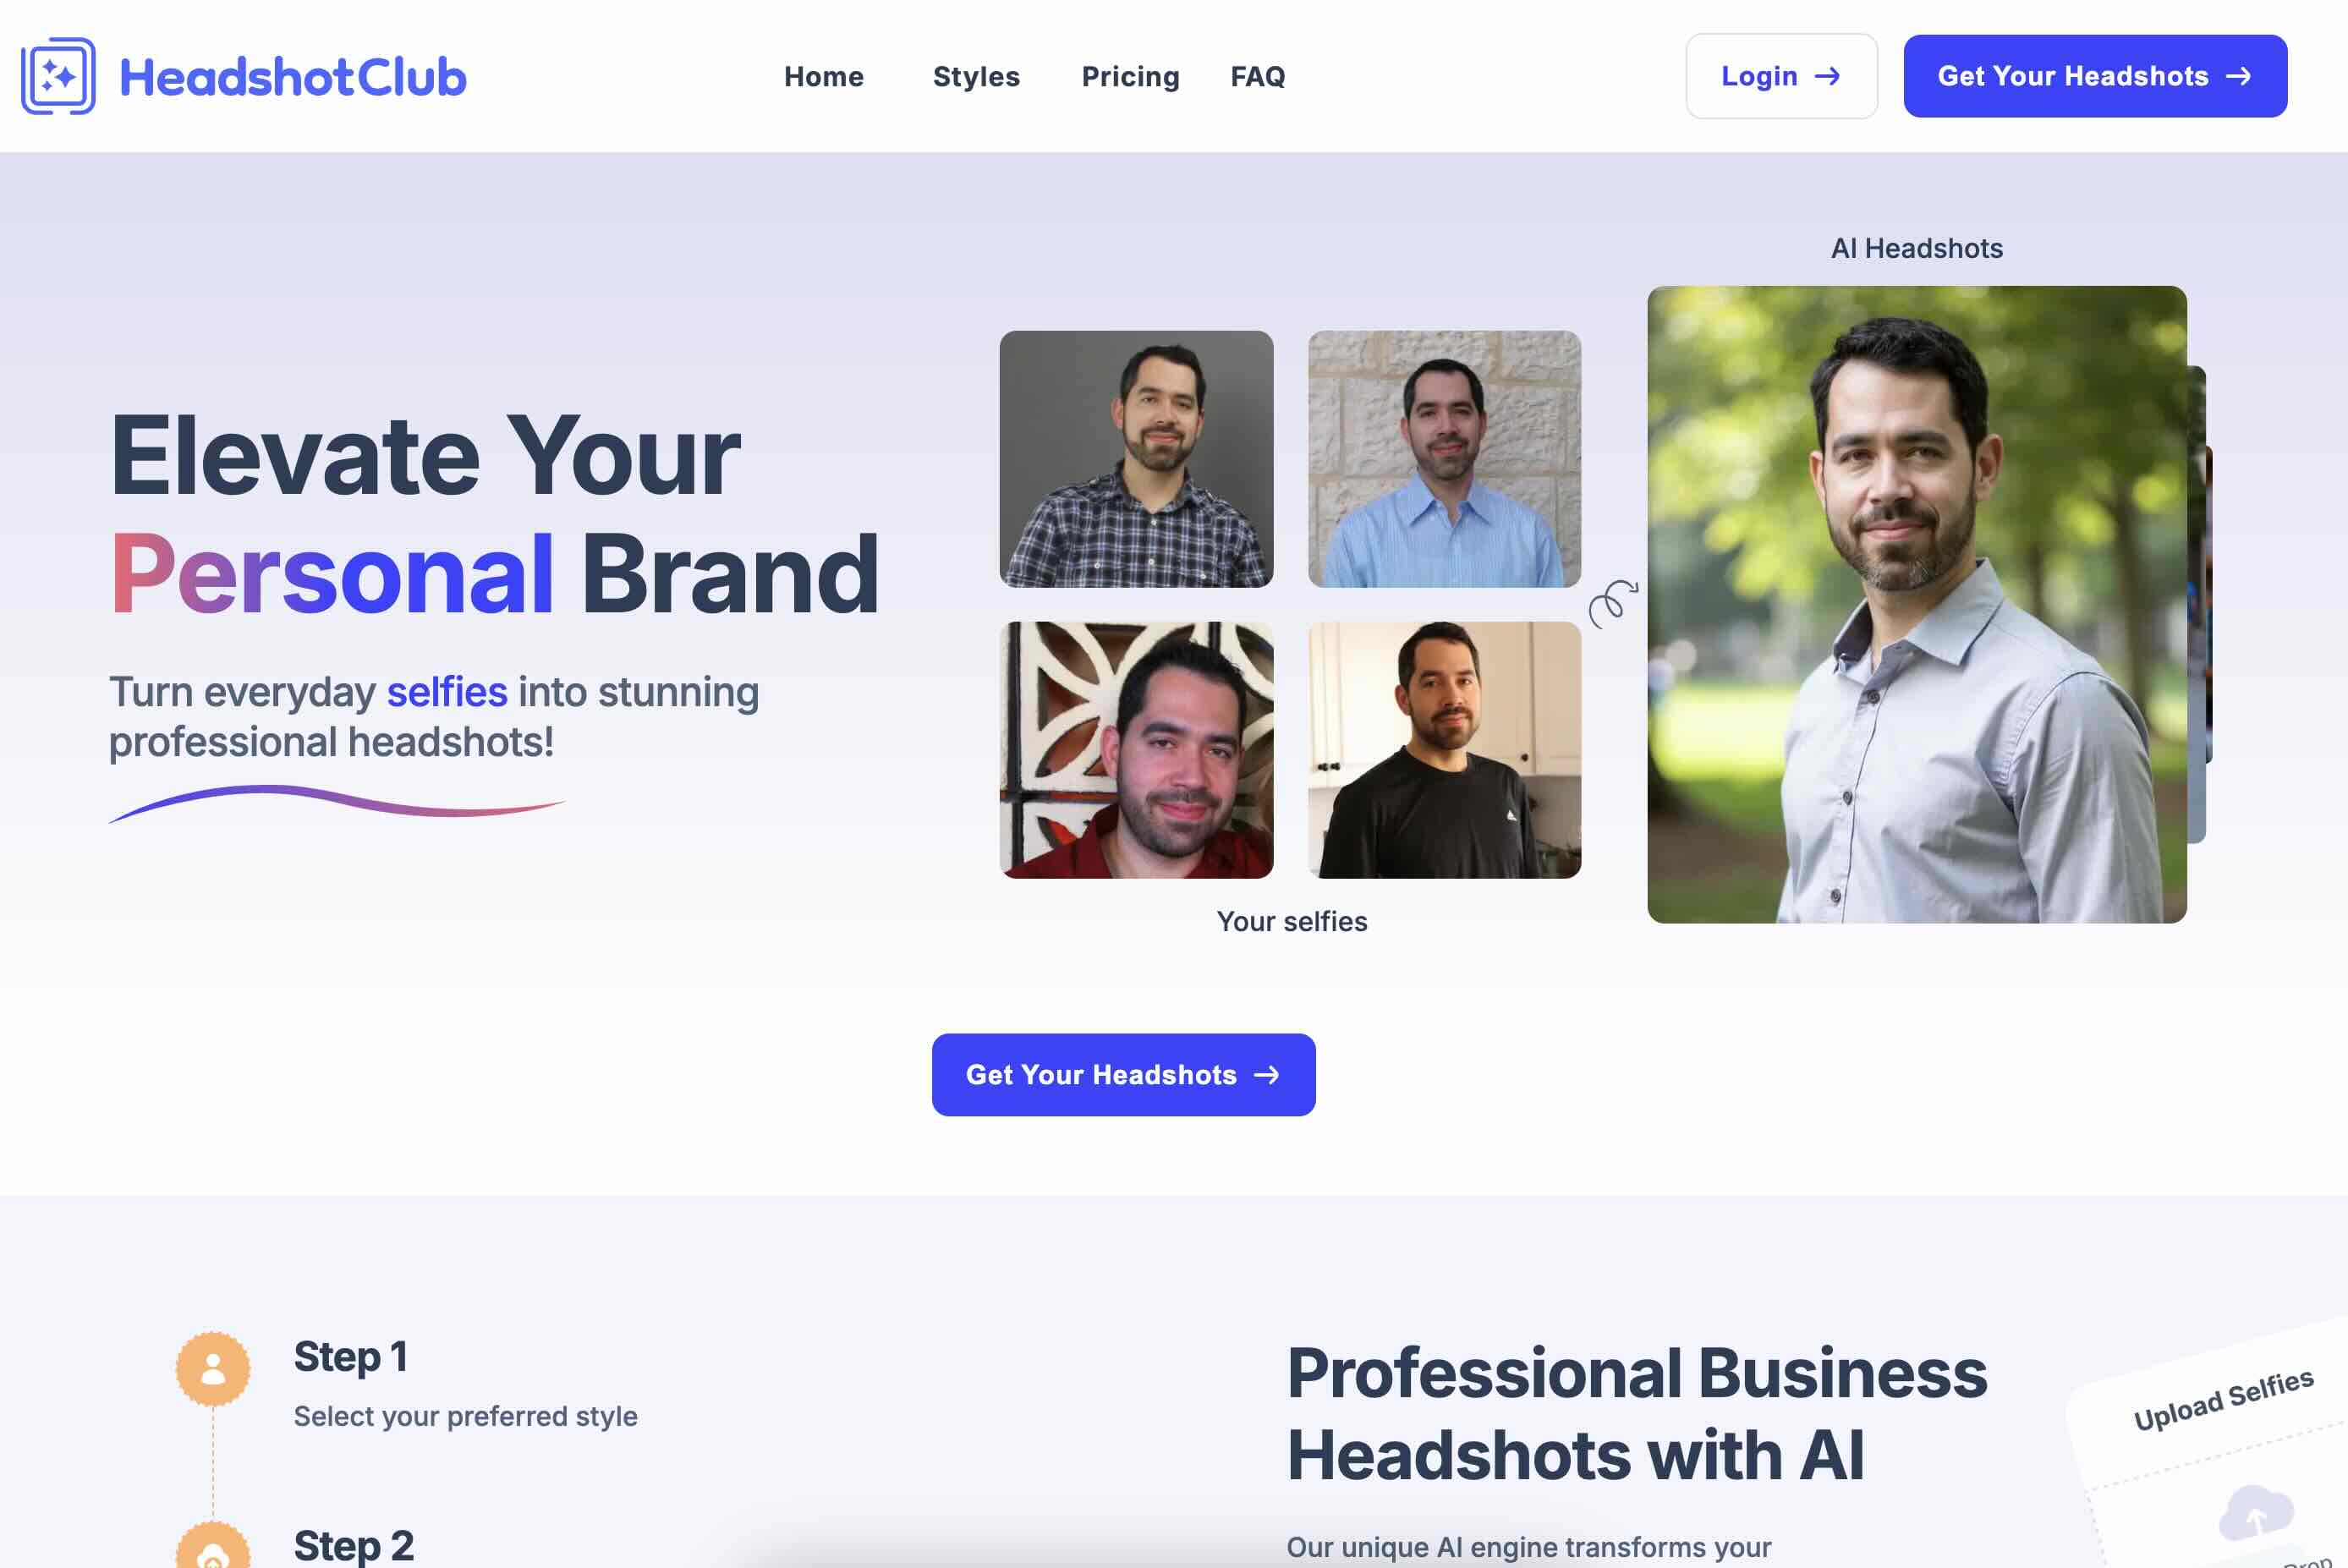 HeadshotClub
Home
Styles
Pricing
FAQ
Login
Get Your Headshots
AI Headshots
Elevate Your
Personal Brand
Turn everyday selfies into stunning
professional headshots!
Your selfies
Get Your Headshots
Step 1
Select your preferred style
Step 2
Professional Business
Headshots with AI
Our unique AI engine transforms your
Upload Selfies